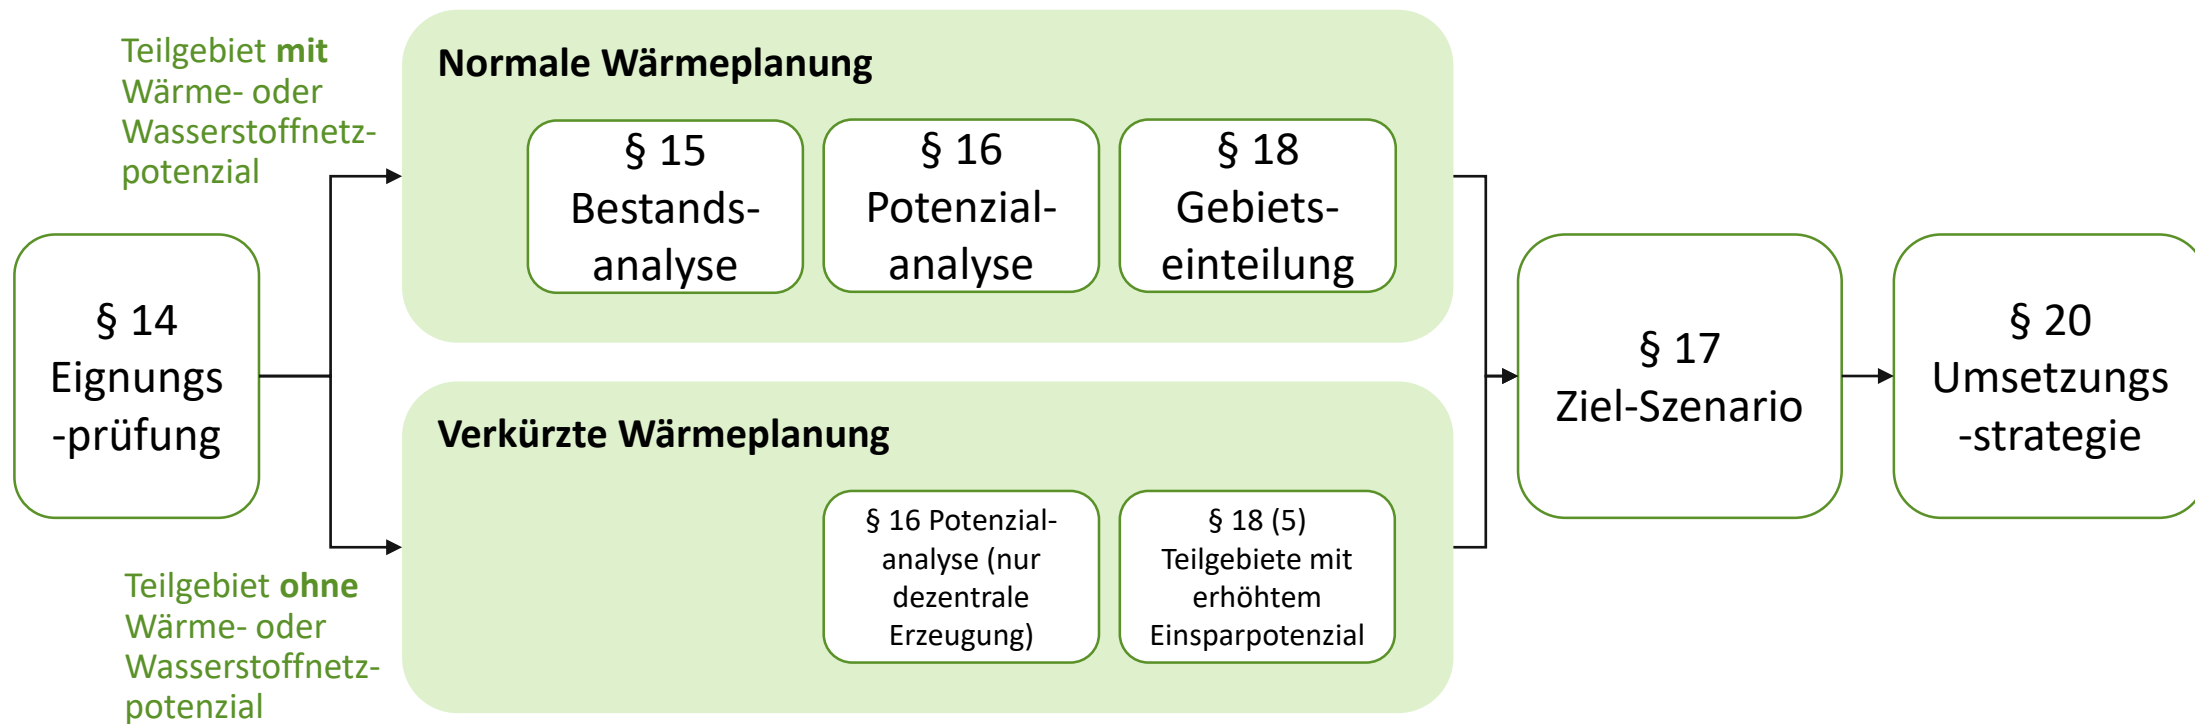 Teilgebiet mit
Wärme- oder
Wasserstoffnetz-
potenzial
Normale Wärmeplanung
§ 15
Bestands-
analyse
§ 16
Potenzial-
analyse
§ 18
Gebiets-
einteilung
§ 14
Eignungs
-prüfung
Verkürzte Wärmeplanung
§ 16 Potenzial-
analyse (nur
dezentrale
Erzeugung)
§ 18 (5)
Teilgebiete mit
erhöhtem
Einsparpotenzial
Teilgebiet ohne
Wärme- oder
Wasserstoffnetz-
potenzial
§ 17
Ziel-Szenario
§ 20
Umsetzungs
-strategie